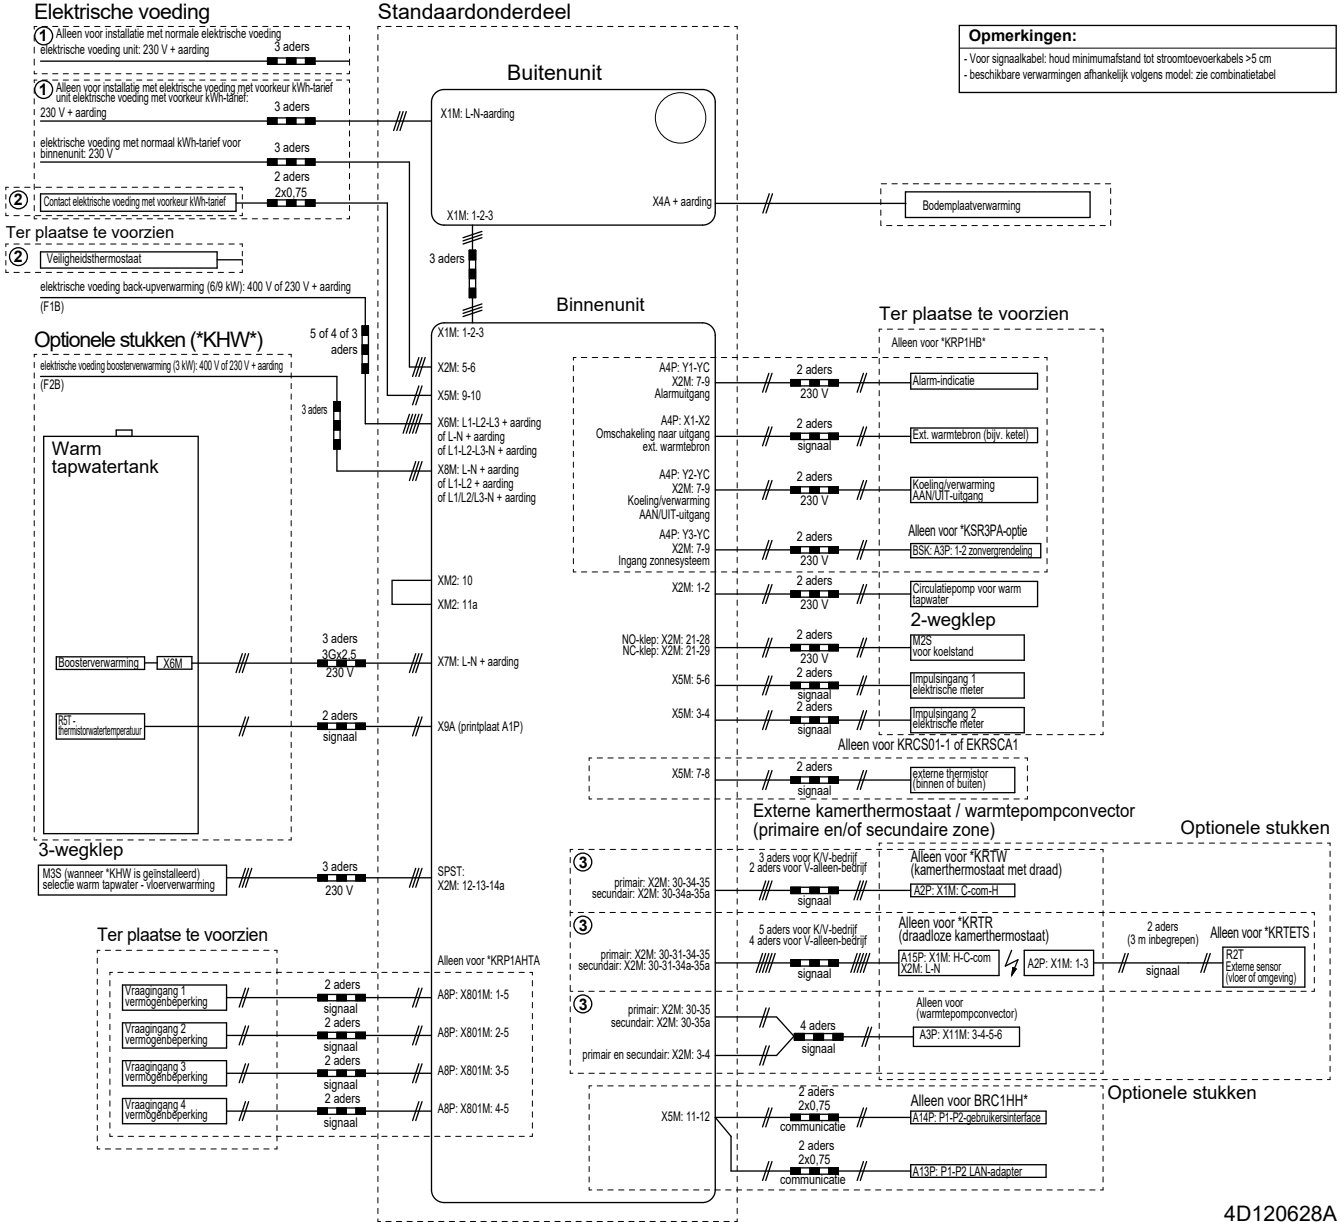 Elektrische voeding
1 Alleen voor installatie met normale elektrische voeding
elektrische voeding unit: 230 V + aarding
3 aders
1 Alleen voor installatie met elektrische voeding met voorkeur kWh-tarief
unit elektrische voeding met voorkeur kWh-tarief:
230 V + aarding
3 aders
elektrische voeding met normaal kWh-tarief voor
binnenunit: 230 V
3 aders
2 aders
2x0,75
2 Contact elektrische voeding met voorkeur kWh-tarief
Ter plaatse te voorzien
2 Veiligheidsthermostaat
elektrische voeding back-upverwarming (6/9 kW): 400 V of 230 V + aarding
(F1B)
5 of 4 of 3
aders
Optionele stukken (*KHW*)
elektrische voeding boosterverwarming (3 kW): 400 V of 230 V + aarding
(F2B)
3 aders
Warm
tapwatertank
Boosterverwarming
X6M
3 aders
3Gx2,5
230 V
R5T -
thermistorwatertemperatuur
2 aders
signaal
3-wegklep
M3S (wanneer *KHW is geïnstalleerd)
selectie warm tapwater - vloerverwarming
3 aders
230 V
Ter plaatse te voorzien
Vraagingang 1
vermogenbeperking
2 aders
signaal
Vraagingang 2
vermogenbeperking
2 aders
signaal
Vraagingang 3
vermogenbeperking
2 aders
signaal
Vraagingang 4
vermogenbeperking
2 aders
signaal
Standaardonderdeel
Buitenunit
X1M: L-N-aarding
X4A + aarding
X1M: 1-2-3
3 aders
Binnenunit
X1M: 1-2-3
X2M: 5-6
X5M: 9-10
X6M: L1-L2-L3 + aarding
of L-N + aarding
of L1-L2-L3-N + aarding
X8M: L-N + aarding
of L1-L2 + aarding
of L1/L2/L3-N + aarding
XM2: 10
XM2: 11a
X7M: L-N + aarding
X9A (printplaat A1P)
SPST:
X2M: 12-13-14a
Alleen voor *KRP1AHTA
A8P: X801M: 1-5
A8P: X801M: 2-5
A8P: X801M: 3-5
A8P: X801M: 4-5
Opmerkingen:
- Voor signaalkabel: houd minimumafstand tot stroomtoevoerkabels >5 cm
- beschikbare verwarmingen afhankelijk volgens model: zie combinatietabel
Bodemplaatverwarming
Ter plaatse te voorzien
Alleen voor *KRP1HB*
A4P: Y1-YC
X2M: 7-9
Alarmuitgang
2 aders
230 V
Alarm-indicatie
A4P: X1-X2
Omschakeling naar uitgang
ext. warmtebron
2 aders
signaal
Ext. warmtebron (bijv. ketel)
A4P: Y2-YC
X2M: 7-9
Koeling/verwarming
AAN/UIT-uitgang
2 aders
230 V
Koeling/verwarming
AAN/UIT-uitgang
A4P: Y3-YC
X2M: 7-9
Ingang zonnesysteem
2 aders
230 V
Alleen voor *KSR3PA-optie
BSK: A3P: 1-2 zonvergrendeling
X2M: 1-2
2 aders
230 V
Circulatiepomp voor warm
tapwater
2-wegklep
NO-klep: X2M: 21-28
NC-klep: X2M: 21-29
2 aders
230 V
M2S
voor koelstand
X5M: 5-6
2 aders
signaal
Impulsingang 1
elektrische meter
X5M: 3-4
2 aders
signaal
Impulsingang 2
elektrische meter
Alleen voor KRCS01-1 of EKRSCA1
X5M: 7-8
2 aders
signaal
externe thermistor
(binnen of buiten)
Externe kamerthermostaat / warmtepompconvector
(primaire en/of secundaire zone)
Optionele stukken
3
primair: X2M: 30-34-35
secundair: X2M: 30-34a-35a
3 aders voor K/V-bedrijf
2 aders voor V-alleen-bedrijf
signaal
Alleen voor *KRTW
(kamerthermostaat met draad)
A2P: X1M: C-com-H
3
primair: X2M: 30-31-34-35
secundair: X2M: 30-31-34a-35a
5 aders voor K/V-bedrijf
4 aders voor V-alleen-bedrijf
signaal
Alleen voor *KRTR
(draadloze kamerthermostaat)
A15P: X1M: H-C-com
X2M: L-N
A2P: X1M: 1-3
2 aders
(3 m inbegrepen)
signaal
Alleen voor *KRTETS
R2T
Externe sensor
(vloer of omgeving)
3
primair: X2M: 30-35
secundair: X2M: 30-35a
primair en secundair: X2M: 3-4
4 aders
signaal
Alleen voor
(warmtepompconvector)
A3P: X11M: 3-4-5-6
Optionele stukken
X5M: 11-12
2 aders
2x0,75
communicatie
Alleen voor BRC1HH*
A14P: P1-P2-gebruikersinterface
2 aders
2x0,75
communicatie
A13P: P1-P2 LAN-adapter
4D120628A